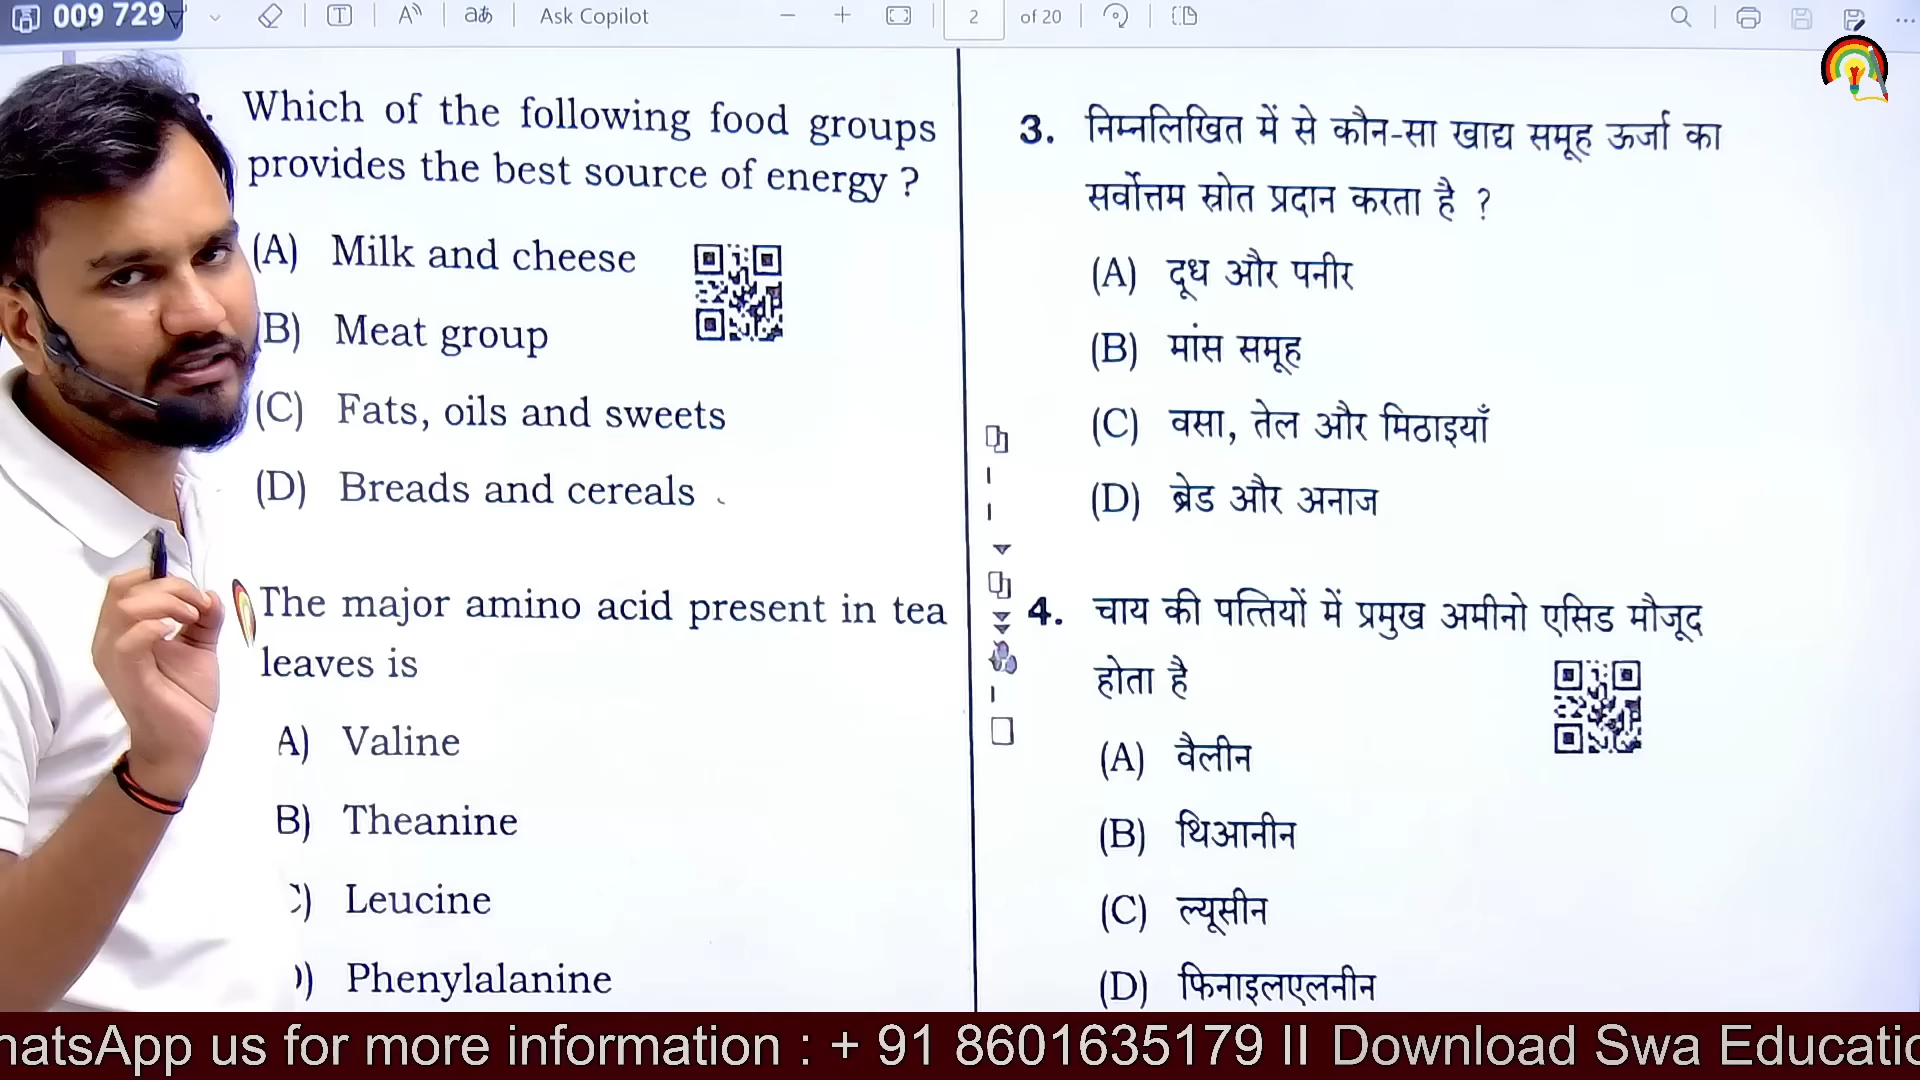 009 729
Ask Copilot
2 of 20
Which of the following food groups
provides the best source of energy ?
(A) Milk and cheese
B) Meat group
(C) Fats, oils and sweets
(D) Breads and cereals
The major amino acid present in tea
leaves is
A) Valine
B) Theanine
) Leucine
) Phenylalanine
3. निम्नलिखित में से कौन-सा खाद्य समूह ऊर्जा का
सर्वोत्तम स्रोत प्रदान करता है ?
(A) दूध और पनीर
(B) मांस समूह
(C) वसा, तेल और मिठाइयाँ
(D) ब्रेड और अनाज
4. चाय की पत्तियों में प्रमुख अमीनो एसिड मौजूद
होता है
(A) वैलीन
(B) थिआनीन
(C) ल्यूसीन
(D) फिनाइलएलनीन
hatsApp us for more information : + 91 8601635179 II Download Swa Educatio